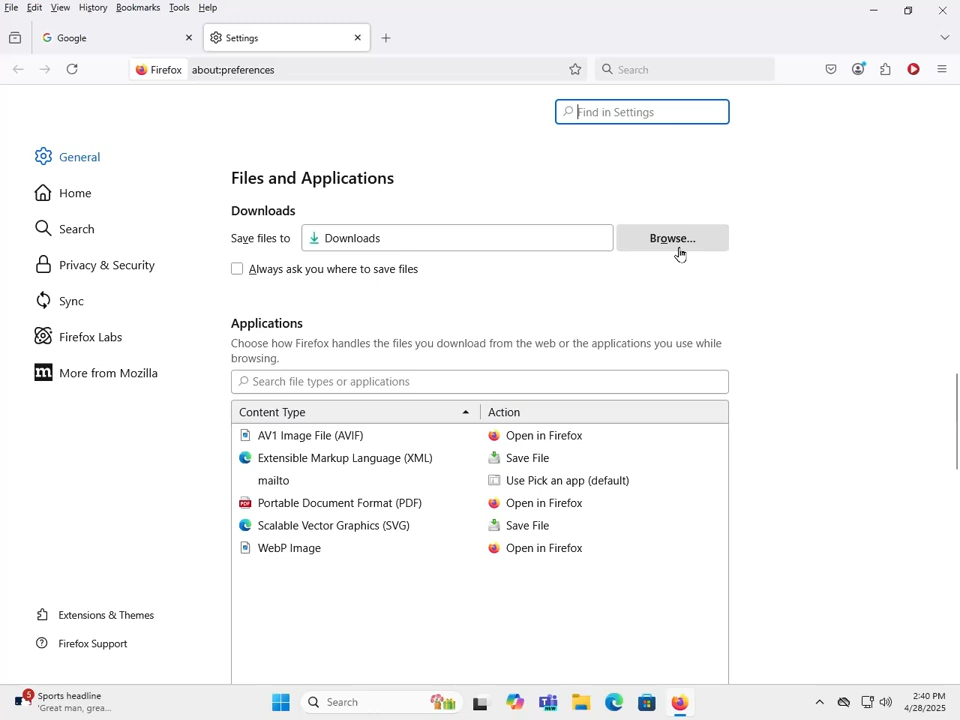 File Edit View History Bookmarks Tools Help
Google
Settings
Firefox about:preferences
Search
Find in Settings
General
Home
Search
Privacy & Security
Sync
Firefox Labs
More from Mozilla
Extensions & Themes
Firefox Support
Files and Applications
Downloads
Save files to Downloads Browse...
Always ask you where to save files
Applications
Choose how Firefox handles the files you download from the web or the applications you use while
browsing.
Search file types or applications
Content Type Action
AV1 Image File (AVIF) Open in Firefox
Extensible Markup Language (XML) Save File
mailto Use Pick an app (default)
Portable Document Format (PDF) Open in Firefox
Scalable Vector Graphics (SVG) Save File
WebP Image Open in Firefox
5
Sports headline
'Great man, grea...
Search
2:40 PM
4/28/2025